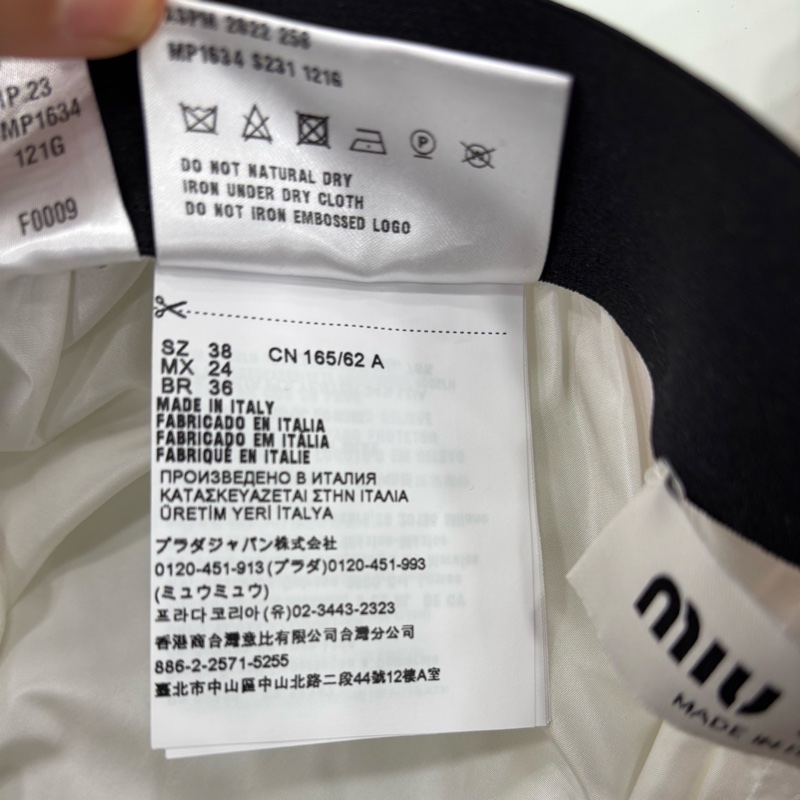 MP1634
121G
F0009
MP1634 S231 121G
P
DO NOT NATURAL DRY
IRON UNDER DRY CLOTH
DO NOT IRON EMBOSSED LOGO
SZ 38 CN 165/62 A
MX 24
BR 36
MADE IN ITALY
FABRICADO EN ITALIA
FABRICADO EM ITÁLIA
FABRIQUÉ EN ITALIE
ПРОИЗВЕДЕНО В ИТАЛИЯ
ΚΑΤΑΣΚΕΥΑΖΕΤΑΙ ΣΤΗΝ ΙΤΑΛΙΑ
ÜRETİM YERİ İTALYA
プラダジャパン株式会社
0120-451-913(プラダ)0120-451-993
(ミュウミュウ)
프라다코리아(유)02-3443-2323
香港商台灣意比有限公司台灣分公司
886-2-2571-5255
臺北市中山區中山北路二段44號12樓A室
MIU
MADE IN